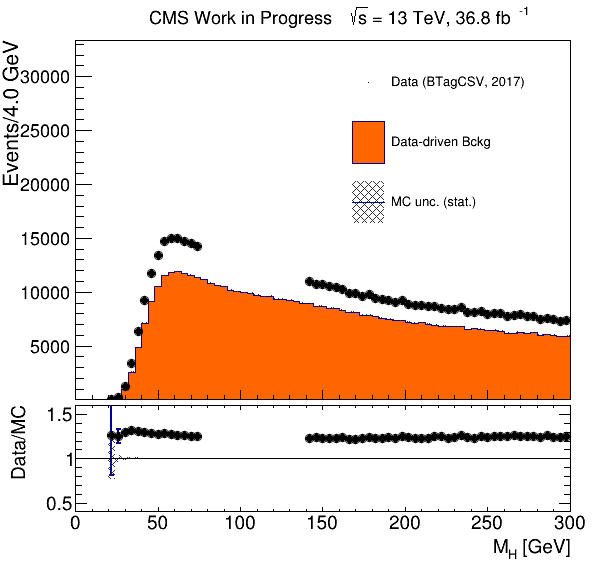 CMS Work in Progress √s = 13 TeV, 36.8 fb⁻¹
Events/4.0 GeV
30000
25000
20000
15000
10000
5000
Data (BTagCSV, 2017)
Data-driven Bckg
MC unc. (stat.)
Data/MC
1.5
1
0.5
0 50 100 150 200 250 300
M_H [GeV]